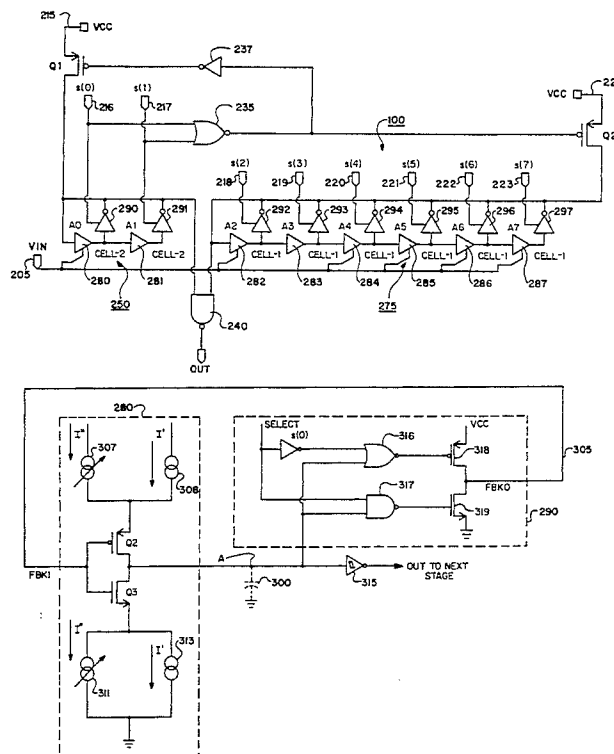 215
VCC
Q1
237
s(0)
s(1)
216
217
235
100
VCC
Q2
s(2)
s(3)
s(4)
s(5)
s(6)
s(7)
218
219
220
221
222
223
290
291
292
293
294
295
296
297
A0
A1
A2
A3
A4
A5
A6
A7
VIN
205
CELL-2
CELL-2
CELL-1
CELL-1
CELL-1
CELL-1
CELL-1
CELL-1
280
250
281
282
283
284
275
285
286
287
240
OUT
280
I"
I'
307
308
SELECT
s(0)
316
VCC
318
305
317
FBKO
319
290
Q2
FBKI
Q3
A
300
315
OUT TO NEXT
STAGE
I"
I'
311
313